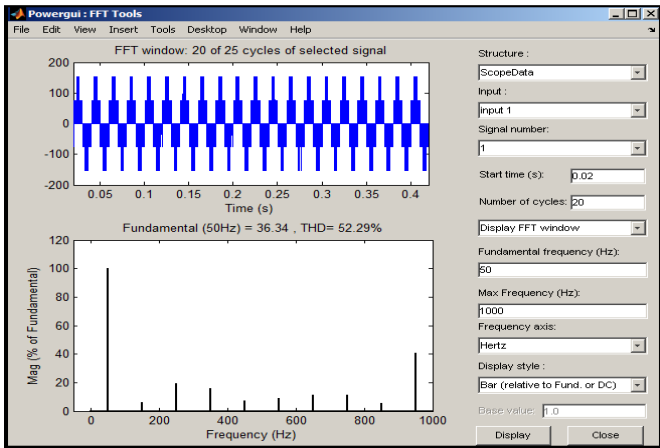 Powergui : FFT Tools
File Edit View Insert Tools Desktop Window Help
FFT window: 20 of 25 cycles of selected signal
200
100
0
-100
-200
0.05 0.1 0.15 0.2 0.25 0.3 0.35 0.4
Time (s)
Fundamental (50Hz) = 36.34 , THD= 52.29%
Mag (% of Fundamental)
120
100
80
60
40
20
0
0 200 400 600 800 1000
Frequency (Hz)
Structure :
ScopeData
Input :
input 1
Signal number:
1
Start time (s): 0.02
Number of cycles: 20
Display FFT window
Fundamental frequency (Hz):
50
Max Frequency (Hz):
1000
Frequency axis:
Hertz
Display style :
Bar (relative to Fund. or DC)
Base value: 1.0
Display Close